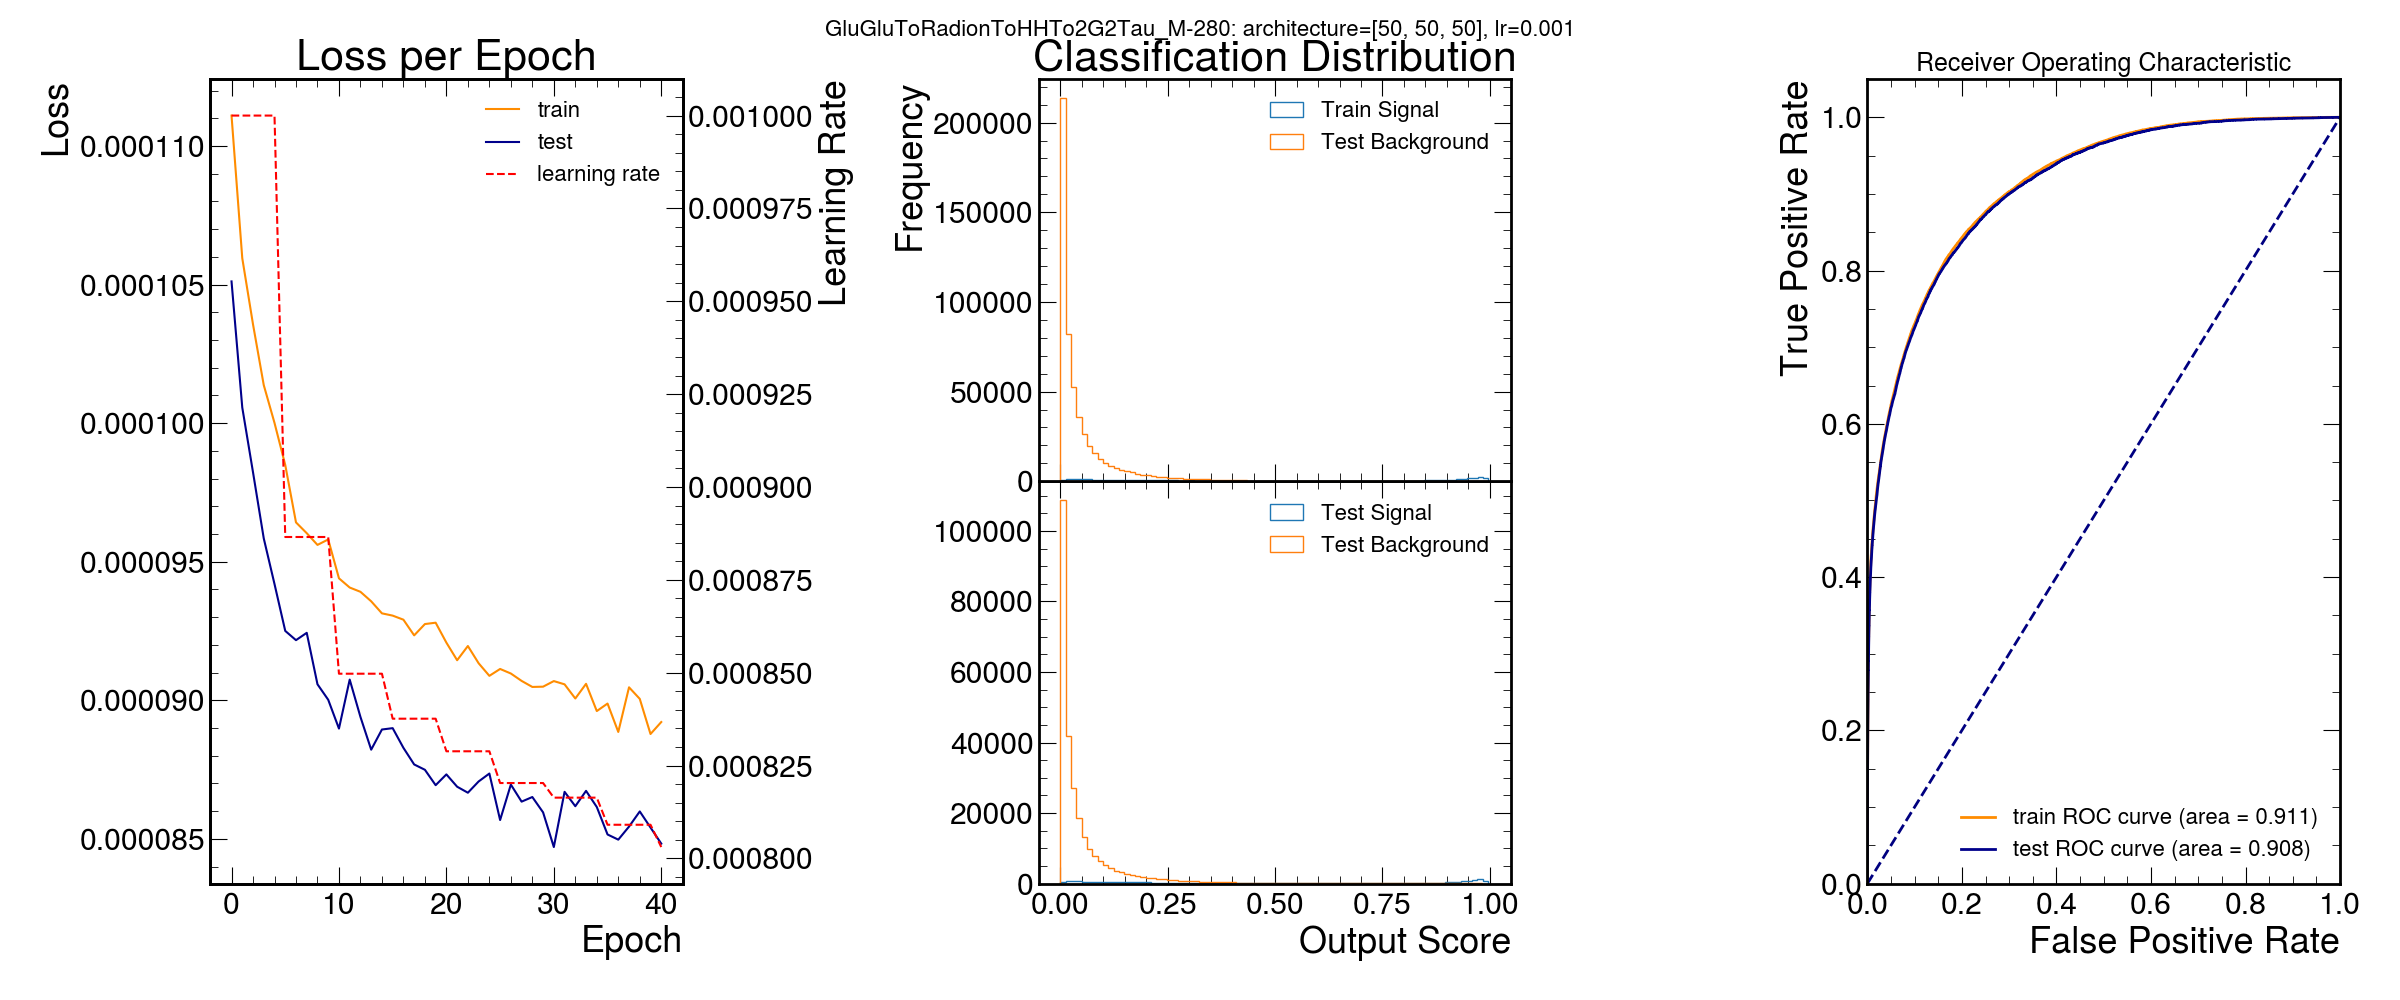 GluGluToRadionToHHTo2G2Tau_M-280: architecture=[50, 50, 50], lr=0.001
Loss per Epoch
Loss
0.000110
0.000105
0.000100
0.000095
0.000090
0.000085
train
test
learning rate
0.001000
0.000975
0.000950
0.000925
0.000900
0.000875
0.000850
0.000825
0.000800
Learning Rate
0 10 20 30 40
Epoch
Classification Distribution
Frequency
200000
150000
100000
50000
0
Train Signal
Test Background
100000
80000
60000
40000
20000
0
Test Signal
Test Background
0.00 0.25 0.50 0.75 1.00
Output Score
Receiver Operating Characteristic
True Positive Rate
1.0
0.8
0.6
0.4
0.2
0.0
train ROC curve (area = 0.911)
test ROC curve (area = 0.908)
0.0 0.2 0.4 0.6 0.8 1.0
False Positive Rate